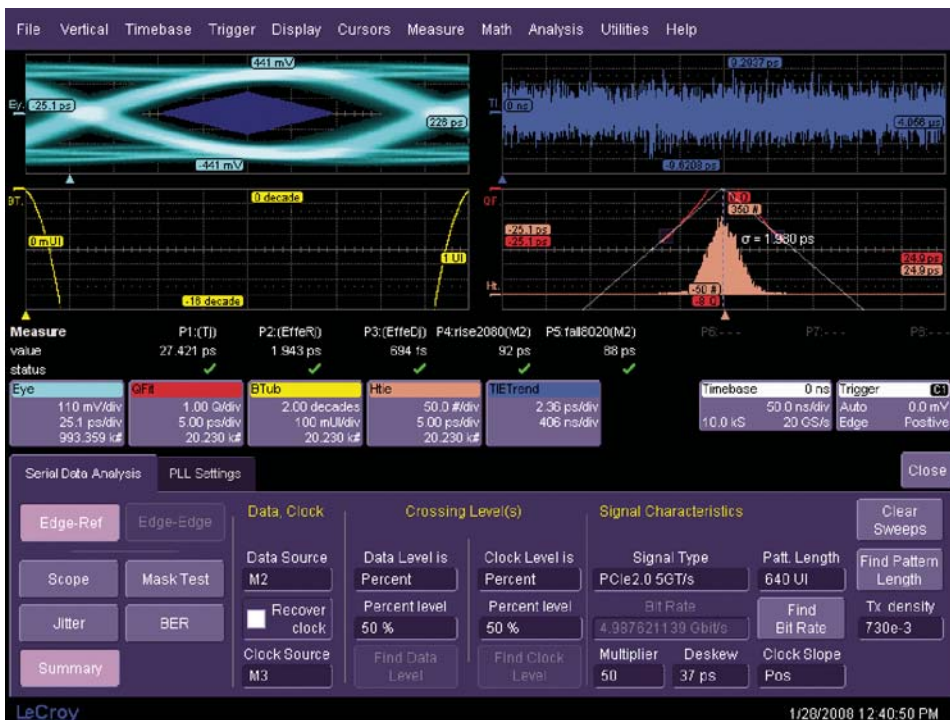 File Vertical Timebase Trigger Display Cursors Measure Math Analysis Utilities Help
441 mV
Ey.
-25.1 ps
226 ps
-441 mV
9.2937 ps
TI
0 ns
4.056 µs
-9.6208 ps
BT.
0 decade
0 mUI
1 UI
-16 decade
QF.
0 Q
350 #
-25.1 ps
-25.1 ps
σ = 1.980 ps
24.9 ps
24.9 ps
Ht.
-50 #
-8 Q
Measure P1:(Tj) P2:(EffeRj) P3:(EffeDj) P4:rise2080(M2) P5:fall8020(M2) P6:--- P7:--- P8:---
value 27.421 ps 1.943 ps 694 fs 92 ps 88 ps
status
Eye QFit BTub Htie TIETrend Timebase 0 ns Trigger C1
110 mV/div 1.00 Q/div 2.00 decades 50.0 #/div 2.36 ps/div 50.0 ns/div Auto 0.0 mV
25.1 ps/div 5.00 ps/div 100 mUI/div 5.00 ps/div 406 ns/div 10.0 kS 20 GS/s Edge Positive
993.359 k# 20.230 k# 20.230 k# 20.230 k#
Serial Data Analysis PLL Settings Close
Edge-Ref Edge-Edge
Scope Mask Test
Jitter BER
Summary
Data, Clock
Data Source
M2
Recover clock
Clock Source
M3
Crossing Level(s)
Data Level is
Percent
Percent level
50 %
Find Data Level
Clock Level is
Percent
Percent level
50 %
Find Clock Level
Signal Characteristics
Signal Type
PCIe2.0 5GT/s
Bit Rate
4.987621139 Gbit/s
Multiplier Deskew
50 37 ps
Patt. Length
640 UI
Find Bit Rate
Clock Slope
Pos
Clear Sweeps
Find Pattern Length
Tx density
730e-3
LeCroy 1/28/2008 12:40:50 PM